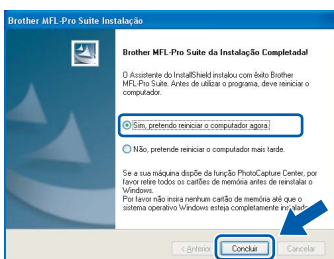 Brother MFL-Pro Suite Instalação
Brother MFL-Pro Suite da Instalação Completada!
O Assistente do InstallShield instalou com êxito Brother
MFL-Pro Suite. Antes de utilizar o programa, deve reiniciar o
computador.
Sim, pretendo reiniciar o computador agora.
Não, pretende reiniciar o computador mais tarde.
Se a sua máquina dispõe da função PhotoCapture Center, por
favor retire todos os cartões de memória antes de reinstalar o
Windows.
Por favor não insira nenhum cartão de memória até que o
sistema operativo Windows esteja completamente instalado.
< Anterior Concluir Cancelar